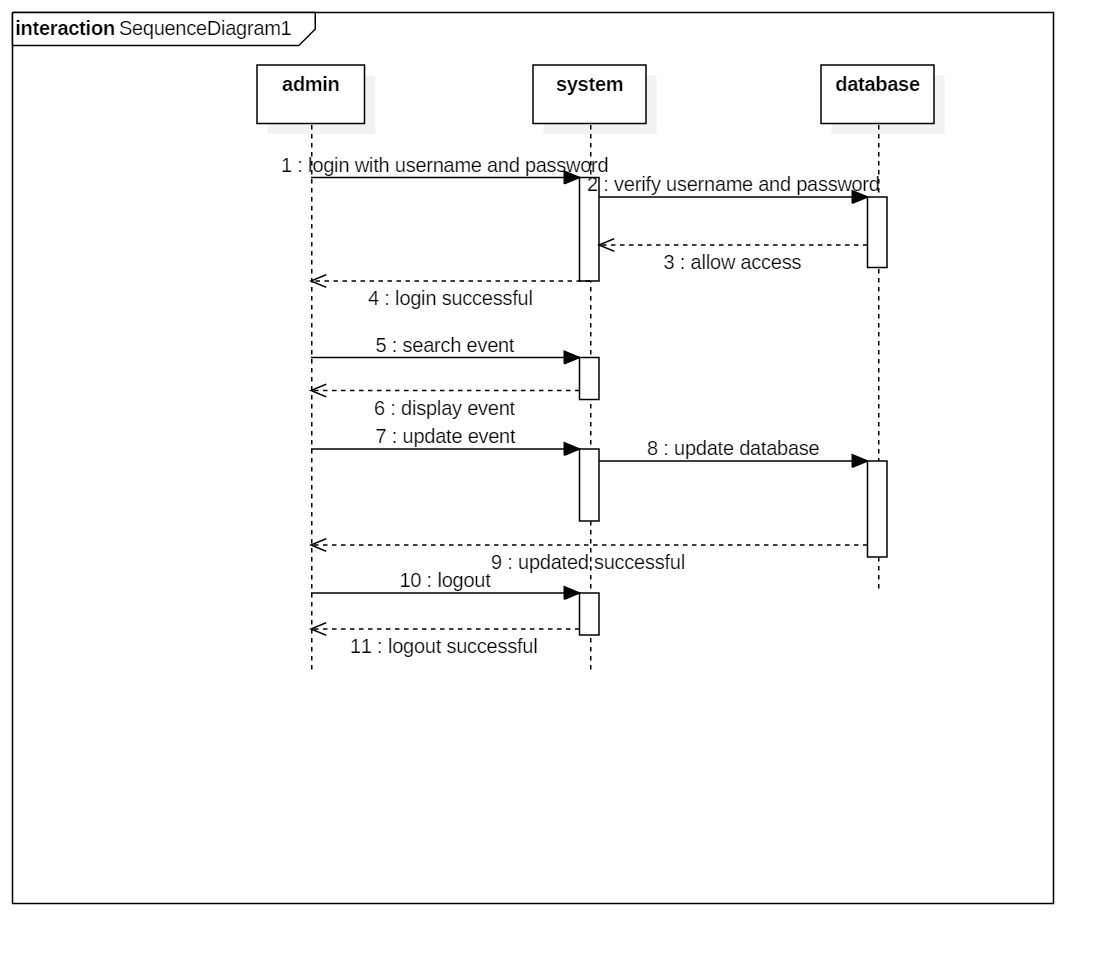 interaction SequenceDiagram1
admin
system
database
1 : login with username and password
2 : verify username and password
3 : allow access
4 : login successful
5 : search event
6 : display event
7 : update event
8 : update database
9 : updated successful
10 : logout
11 : logout successful